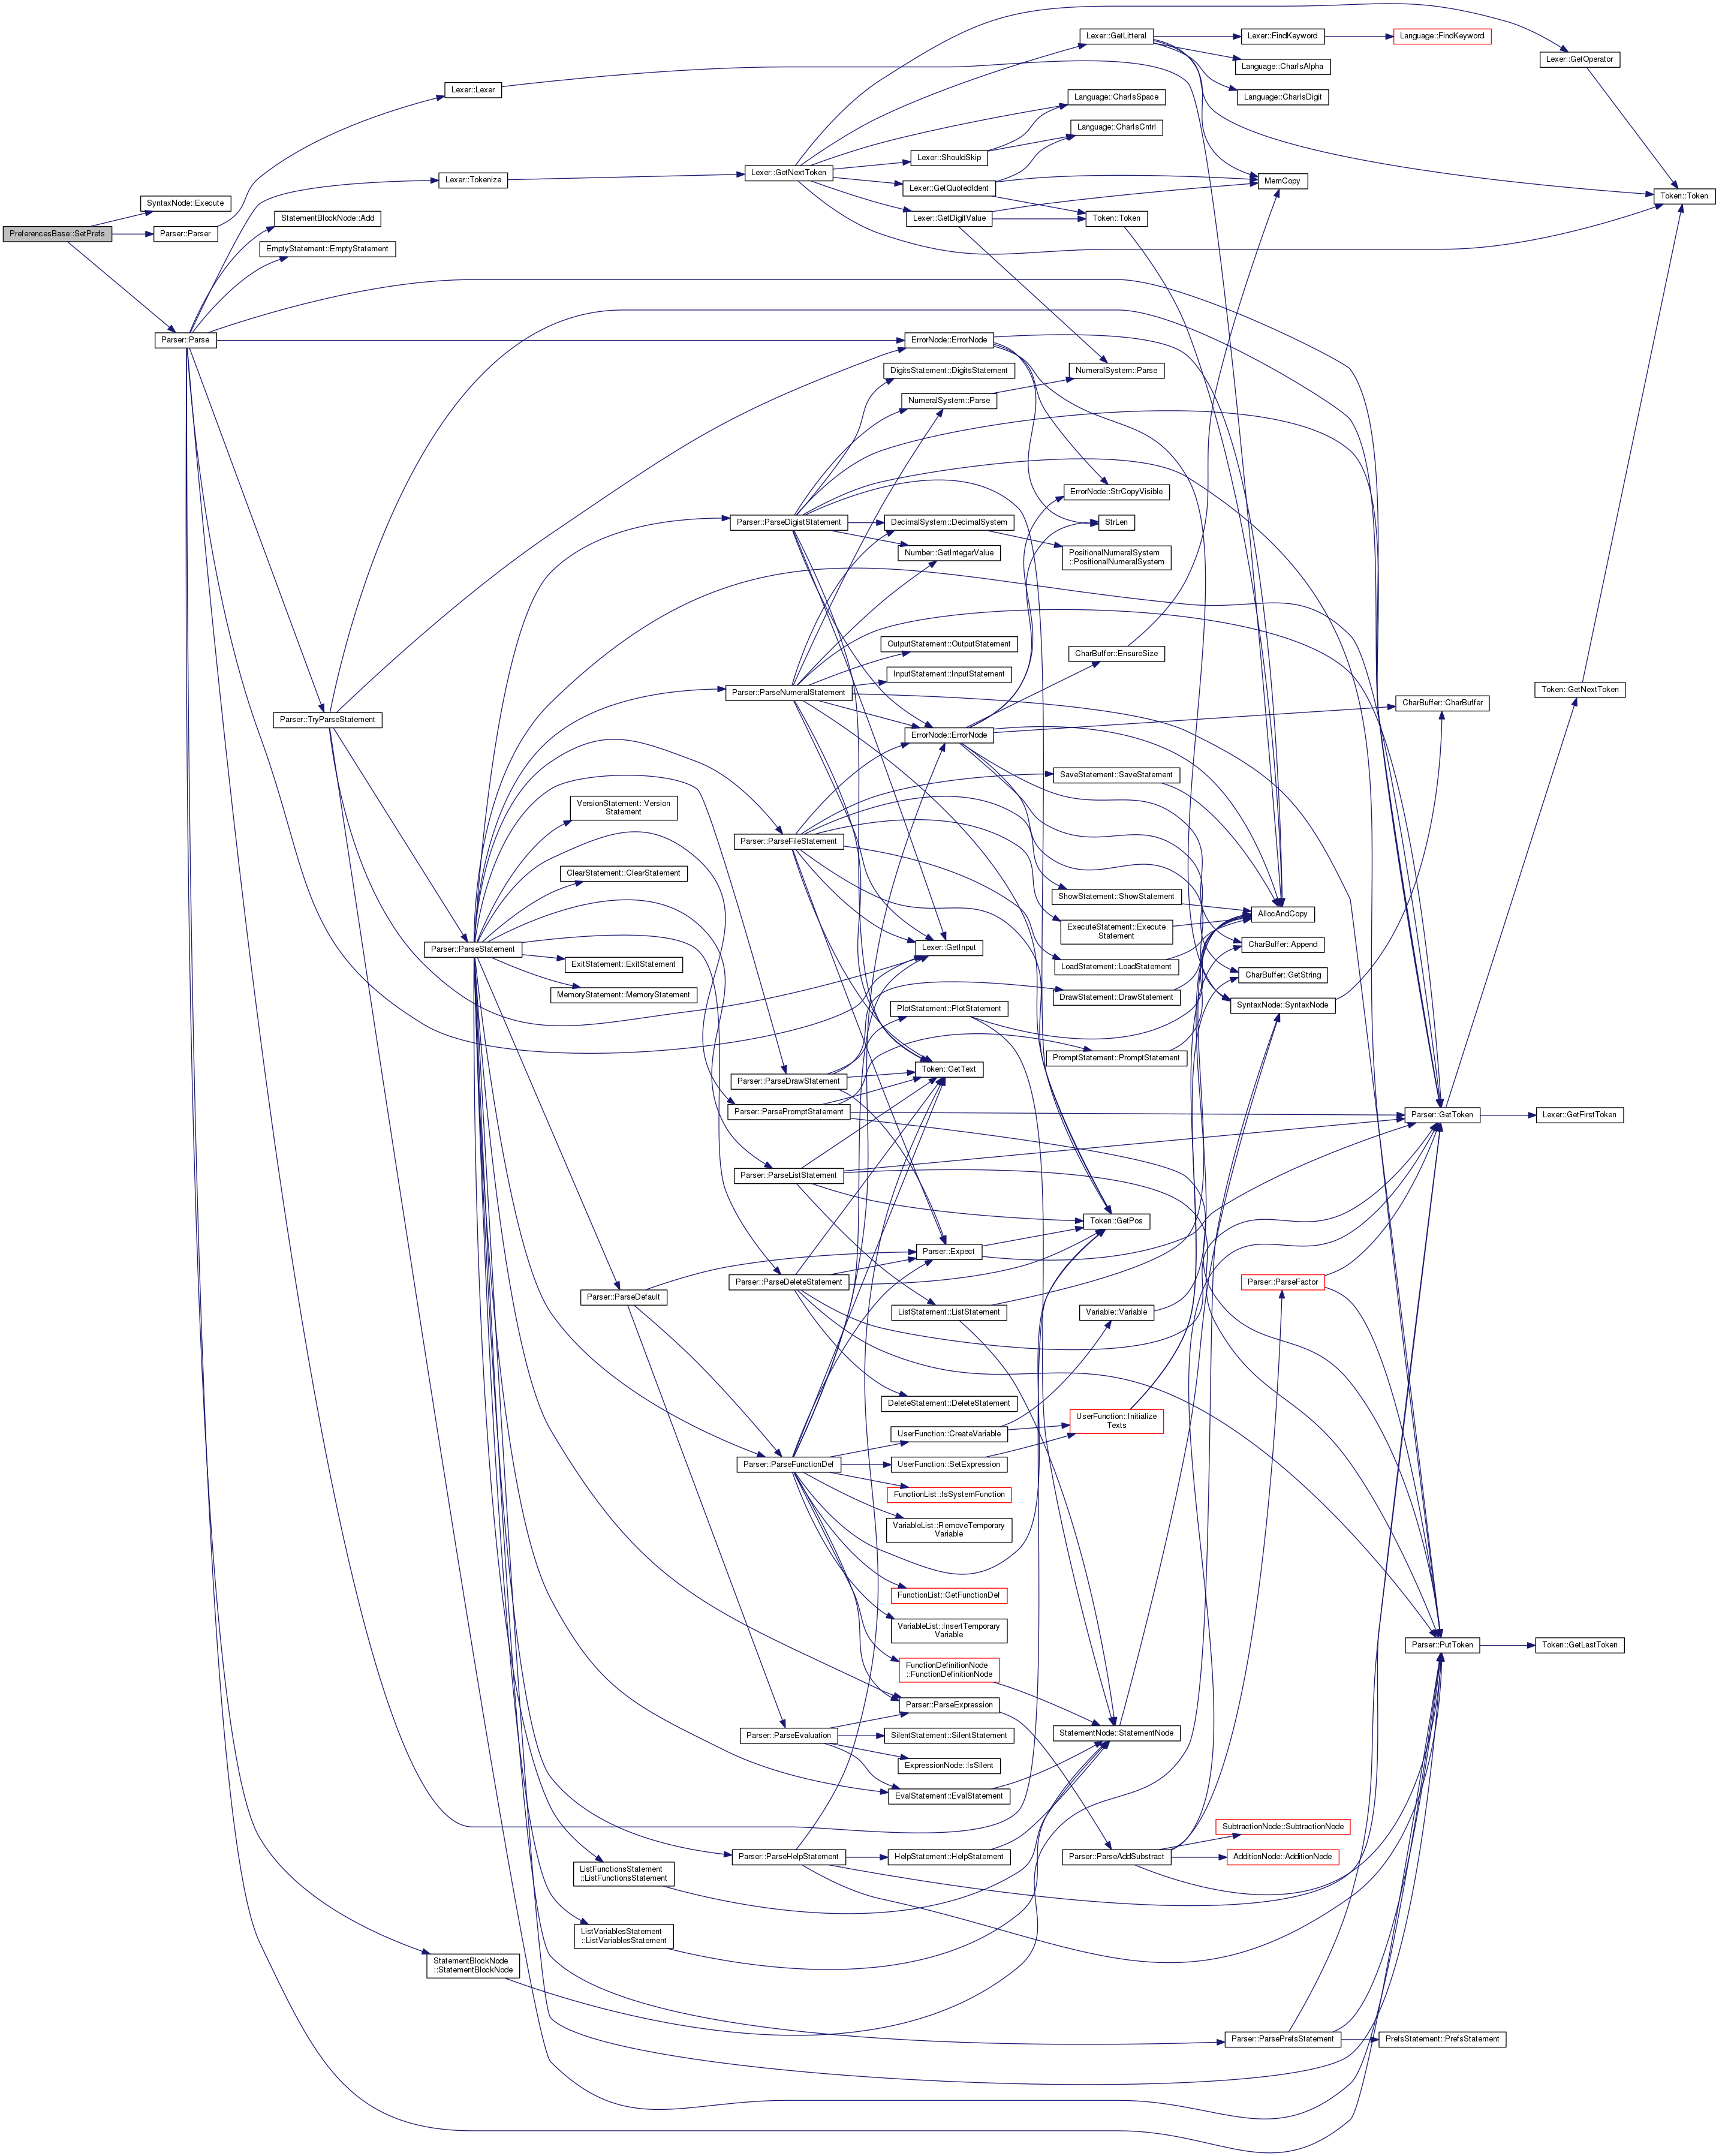 PreferencesBase::SetPrefs
SyntaxNode::Execute
Parser::Parser
Parser::Parse
Lexer::Lexer
Lexer::Tokenize
StatementBlockNode::Add
EmptyStatement::EmptyStatement
Parser::TryParseStatement
Parser::ParseStatement
StatementBlockNode
::StatementBlockNode
VersionStatement::Version
Statement
ClearStatement::ClearStatement
ExitStatement::ExitStatement
MemoryStatement::MemoryStatement
Parser::ParseDefault
ListFunctionsStatement
::ListFunctionsStatement
ListVariablesStatement
::ListVariablesStatement
Lexer::GetNextToken
Parser::ParseDigistStatement
Parser::ParseNumeralStatement
Parser::ParseFileStatement
Parser::ParseDrawStatement
Parser::ParsePromptStatement
Parser::ParseListStatement
Parser::ParseDeleteStatement
Parser::ParseFunctionDef
Parser::ParseEvaluation
Parser::ParseHelpStatement
Lexer::ShouldSkip
Lexer::GetQuotedIdent
Lexer::GetDigitValue
ErrorNode::ErrorNode
DigitsStatement::DigitsStatement
NumeralSystem::Parse
DecimalSystem::DecimalSystem
Number::GetIntegerValue
OutputStatement::OutputStatement
InputStatement::InputStatement
ErrorNode::ErrorNode
Lexer::GetInput
PlotStatement::PlotStatement
Token::GetText
Parser::Expect
ListStatement::ListStatement
DeleteStatement::DeleteStatement
UserFunction::CreateVariable
UserFunction::SetExpression
FunctionList::IsSystemFunction
VariableList::RemoveTemporary
Variable
FunctionList::GetFunctionDef
VariableList::InsertTemporary
Variable
FunctionDefinitionNode
::FunctionDefinitionNode
Parser::ParseExpression
SilentStatement::SilentStatement
ExpressionNode::IsSilent
EvalStatement::EvalStatement
HelpStatement::HelpStatement
Lexer::GetLitteral
Language::CharIsSpace
Language::CharIsCntrl
Token::Token
NumeralSystem::Parse
ErrorNode::StrCopyVisible
StrLen
PositionalNumeralSystem
::PositionalNumeralSystem
CharBuffer::EnsureSize
SaveStatement::SaveStatement
ShowStatement::ShowStatement
ExecuteStatement::Execute
Statement
LoadStatement::LoadStatement
DrawStatement::DrawStatement
PromptStatement::PromptStatement
Token::GetPos
Variable::Variable
UserFunction::Initialize
Texts
StatementNode::StatementNode
Parser::ParseAddSubstract
Lexer::FindKeyword
Language::CharIsAlpha
Language::CharIsDigit
MemCopy
AllocAndCopy
CharBuffer::Append
CharBuffer::GetString
SyntaxNode::SyntaxNode
Parser::ParseFactor
SubtractionNode::SubtractionNode
AdditionNode::AdditionNode
Parser::ParsePrefsStatement
Language::FindKeyword
CharBuffer::CharBuffer
Parser::GetToken
Parser::PutToken
PrefsStatement::PrefsStatement
Lexer::GetOperator
Token::GetNextToken
Lexer::GetFirstToken
Token::GetLastToken
Token::Token